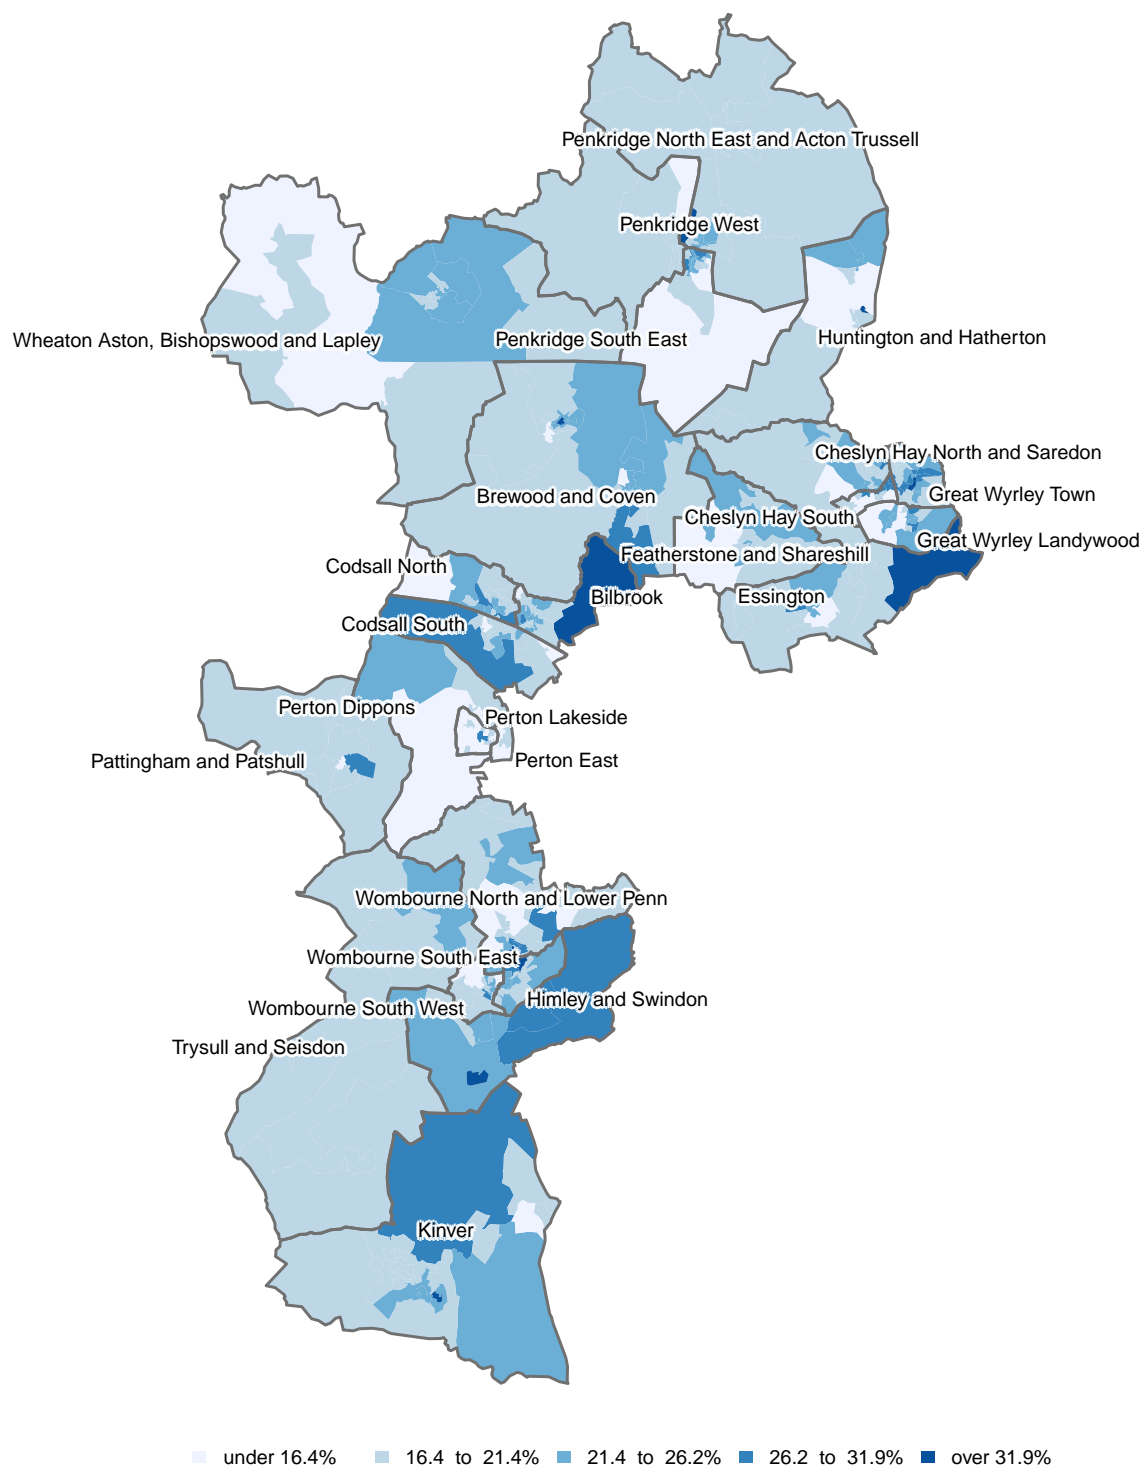 Penkridge North East and Acton Trussell
Penkridge West
Wheaton Aston, Bishopswood and Lapley
Penkridge South East
Huntington and Hatherton
Cheslyn Hay North and Saredon
Brewood and Coven
Great Wyrley Town
Cheslyn Hay South
Great Wyrley Landywood
Featherstone and Shareshill
Codsall North
Bilbrook
Essington
Codsall South
Perton Dippons
Perton Lakeside
Pattingham and Patshull
Perton East
Wombourne North and Lower Penn
Wombourne South East
Himley and Swindon
Wombourne South West
Trysull and Seisdon
Kinver
under 16.4% 16.4 to 21.4% 21.4 to 26.2% 26.2 to 31.9% over 31.9%